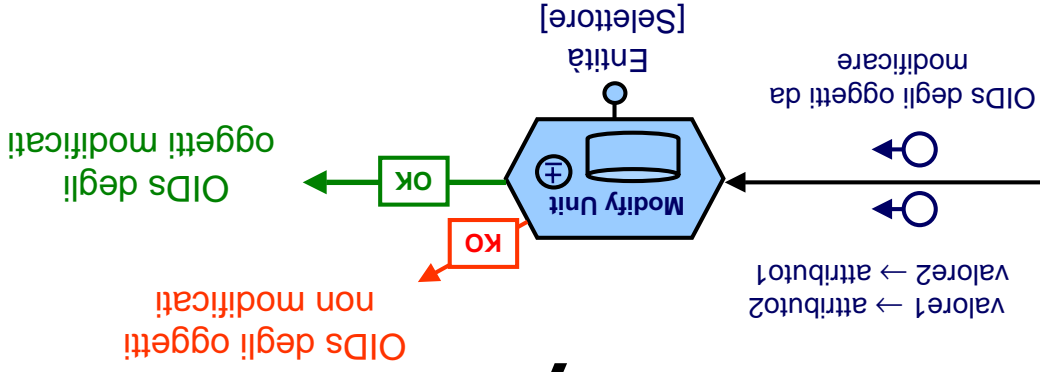 OIDs degli oggetti
non modificati
valore1 → attributo2
valore2 → attributo1
KO
Modify Unit
±
OK
OIDs degli
oggetti modificati
OIDs degli oggetti da
modificare
Entità
[Selettore]